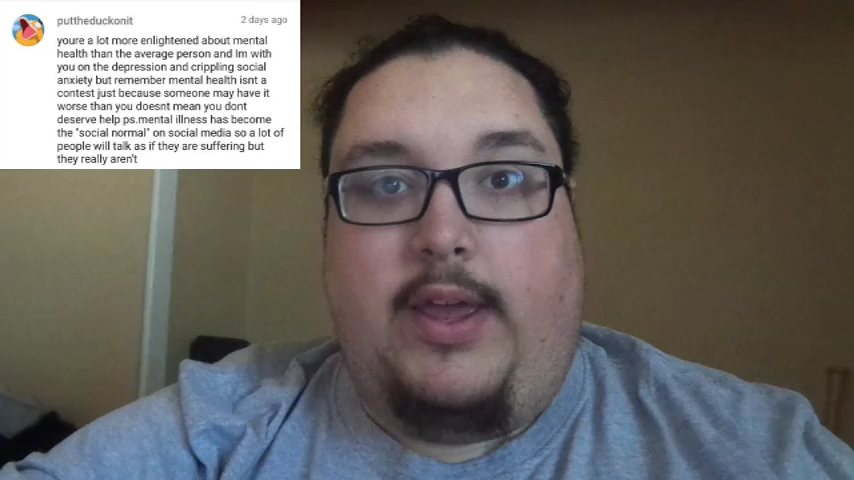 puttheduckonit
2 days ago
youre a lot more enlightened about mental
health than the average person and Im with
you on the depression and crippling social
anxiety but remember mental health isnt a
contest just because someone may have it
worse than you doesnt mean you dont
deserve help ps.mental illness has become
the "social normal" on social media so a lot of
people will talk as if they are suffering but
they really aren't